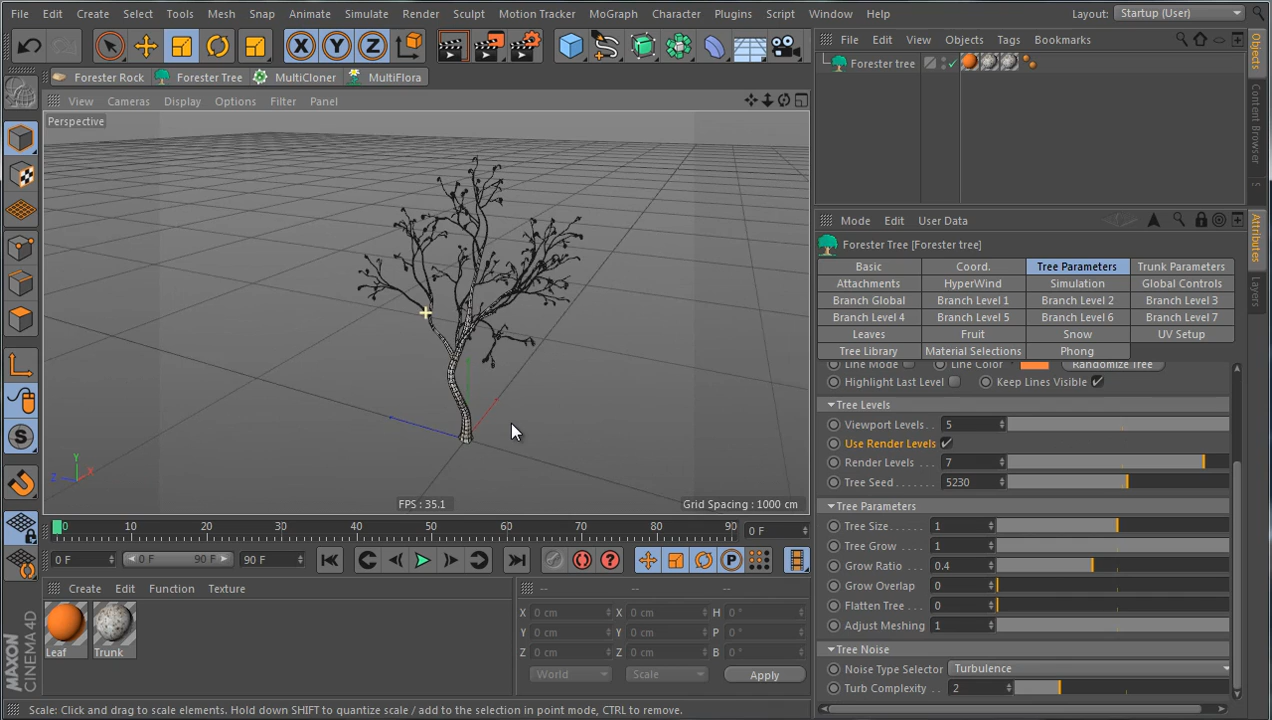 File Edit Create Select Tools Mesh Snap Animate Simulate Render Sculpt Motion Tracker MoGraph Character Plugins Script Window Help Layout: Startup (User)
X Y Z
File Edit View Objects Tags Bookmarks
Forester tree
Forester Rock Forester Tree MultiCloner MultiFlora
View Cameras Display Options Filter Panel
Perspective
Y
X
Z
FPS : 35.1
Grid Spacing : 1000 cm
Objects
Content Browser
S
Attributes
Layers
Mode Edit User Data
Forester Tree [Forester tree]
Basic Coord. Tree Parameters Trunk Parameters
Attachments HyperWind Simulation Global Controls
Branch Global Branch Level 1 Branch Level 2 Branch Level 3
Branch Level 4 Branch Level 5 Branch Level 6 Branch Level 7
Leaves Fruit Snow UV Setup
Tree Library Material Selections Phong
Line Mode Line Color . Randomize Tree
Highlight Last Level Keep Lines Visible
Tree Levels
Viewport Levels . . 5
Use Render Levels
Render Levels . . . 7
Tree Seed . . . . . . . 5230
Tree Parameters
Tree Size . . . . . 1
Tree Grow . . . 1
Grow Ratio . . . 0.4
Grow Overlap 0
Flatten Tree . . 0
Adjust Meshing 1
Tree Noise
Noise Type Selector Turbulence
Turb Complexity . . 2
0 10 20 30 40 50 60 70 80 90 0 F
0 F 0 F 90 F 90 F P
Create Edit Function Texture
Leaf Trunk
-- -- --
X 0 cm X 0 cm H 0 °
Y 0 cm Y 0 cm P 0 °
Z 0 cm Z 0 cm B 0 °
World Scale Apply
MAXON
CINEMA 4D
Scale: Click and drag to scale elements. Hold down SHIFT to quantize scale / add to the selection in point mode, CTRL to remove.